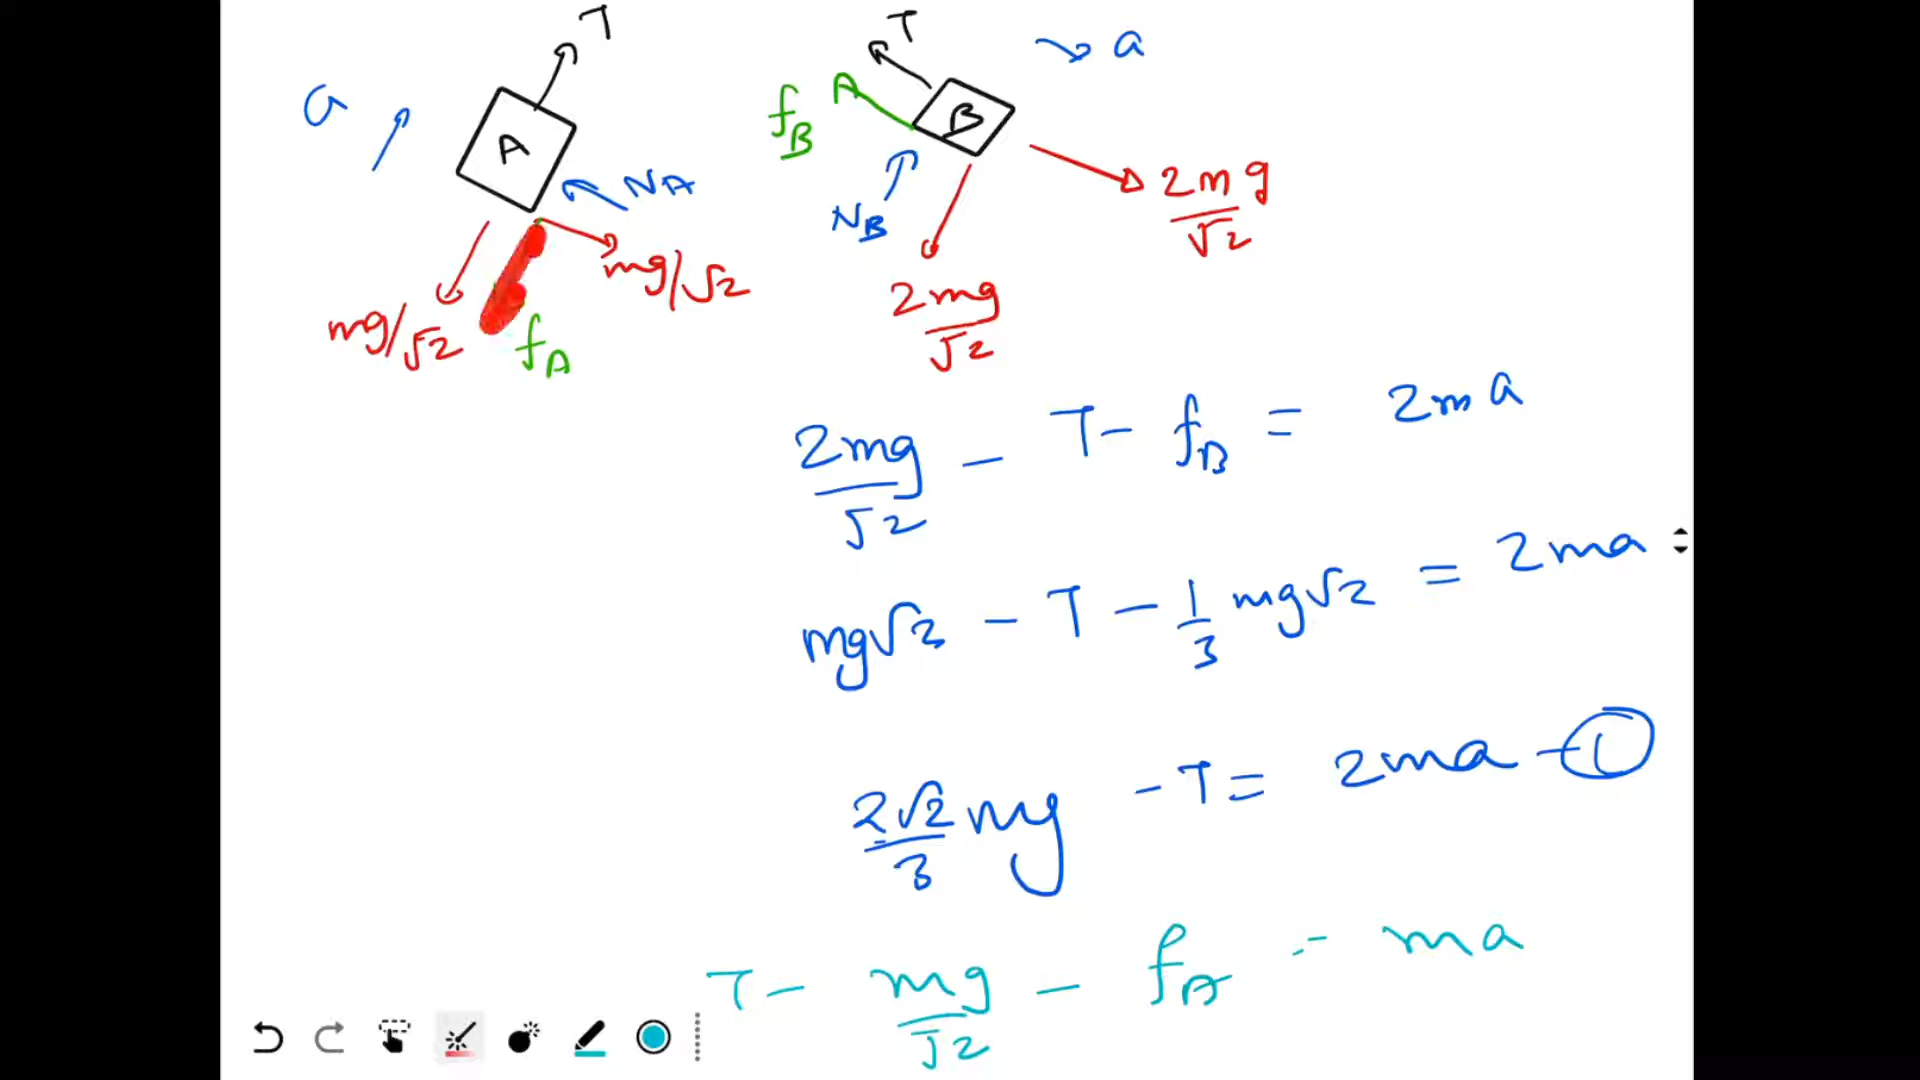 T
T
a
a
A
f_B
B
N_A
N_B
2mg/√2
mg/√2
mg/√2
f_A
2mg/√2
2mg/√2 - T - f_B = 2ma
mg√2 - T - 1/3 mg√2 = 2ma
2√2/3 mg - T = 2ma - ①
T - mg/√2 - f_A = ma